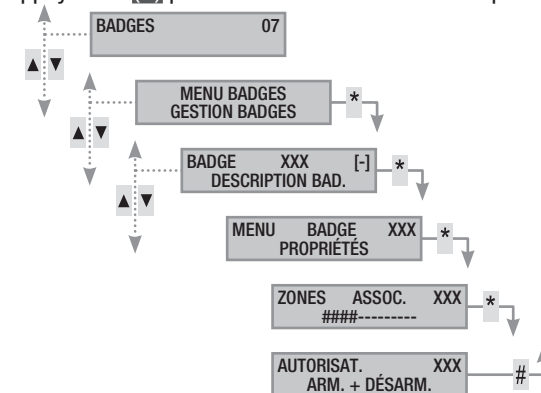 BADGES 07
▲ ▼
MENU BADGES
GESTION BADGES
*
▲ ▼
BADGE XXX [-]
DESCRIPTION BAD.
*
▲ ▼
MENU BADGE XXX
PROPRIÉTÉS
*
ZONES ASSOC. XXX
####---------
*
AUTORISAT. XXX
ARM. + DÉSARM.
#